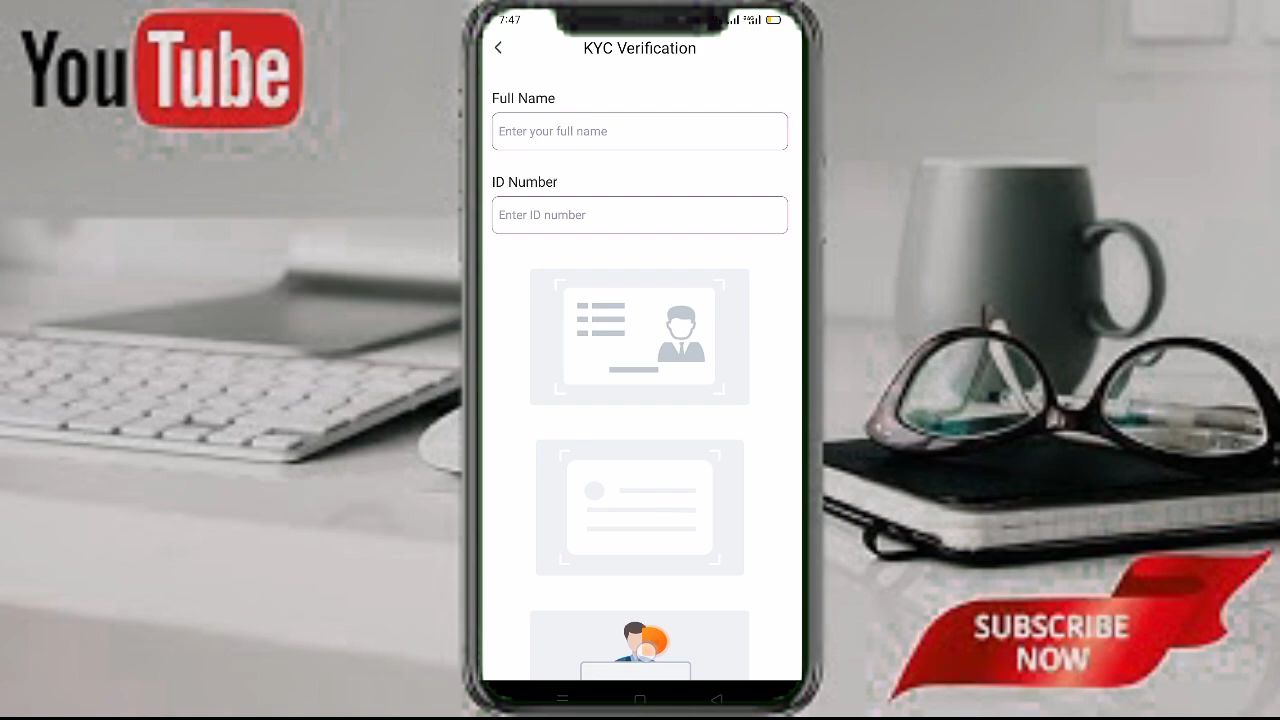 YouTube
7:47
KYC Verification
Full Name
Enter your full name
ID Number
Enter ID number
SUBSCRIBE
NOW